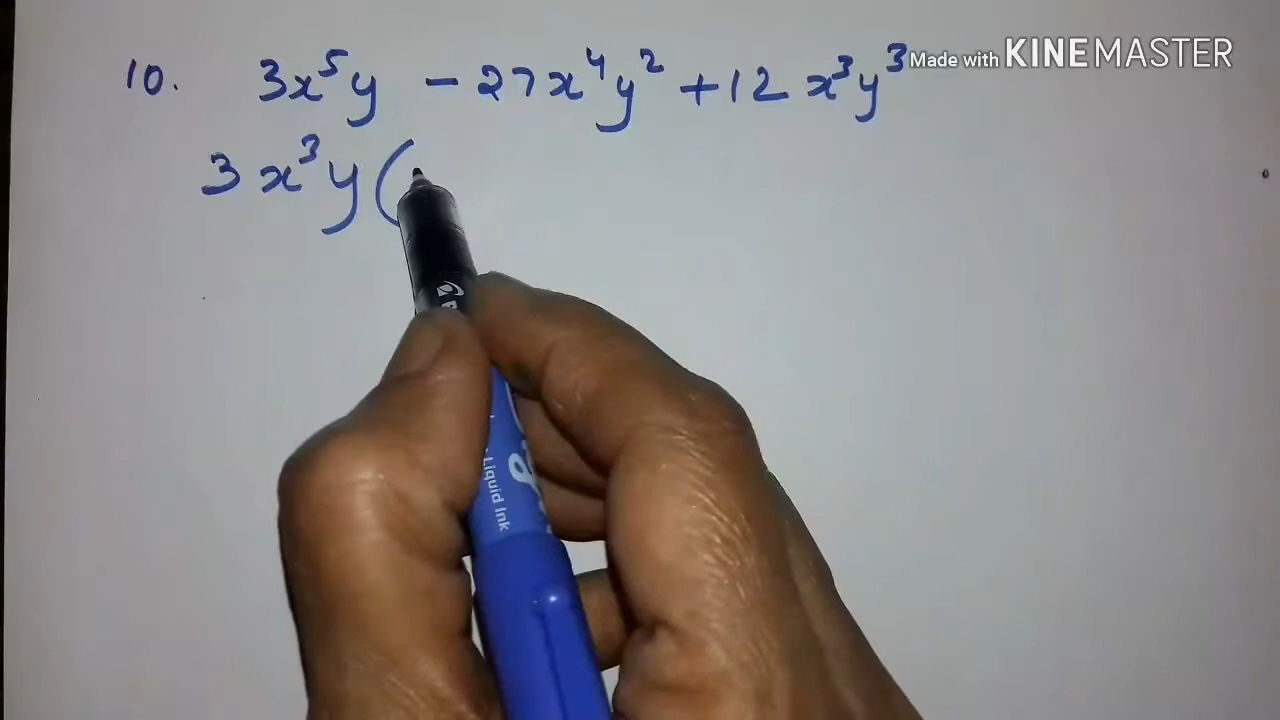 Made with KINEMASTER
10. 3x⁵y - 27x⁴y² + 12x³y³
3x³y(
Liquid Ink